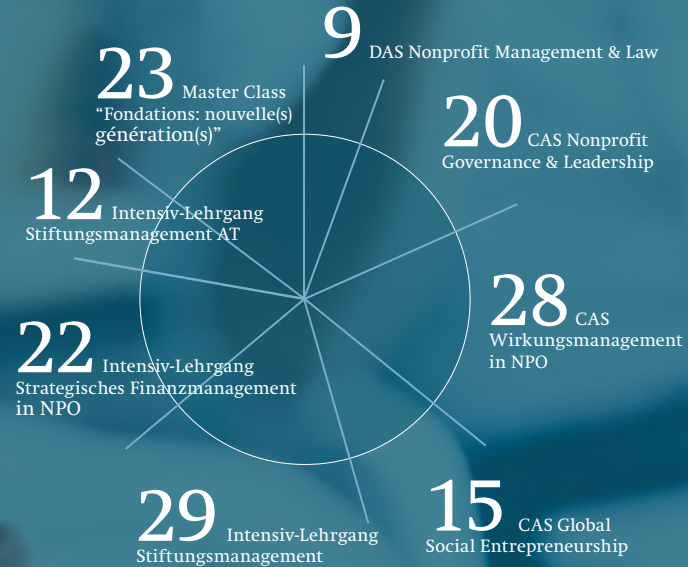 9 DAS Nonprofit Management & Law
23 Master Class
“Fondations: nouvelle(s)
génération(s)”
20 CAS Nonprofit
Governance & Leadership
12 Intensiv-Lehrgang
Stiftungsmanagement AT
28 CAS
Wirkungsmanagement
in NPO
22 Intensiv-Lehrgang
Strategisches Finanzmanagement
in NPO
29 Intensiv-Lehrgang
Stiftungsmanagement
15 CAS Global
Social Entrepreneurship